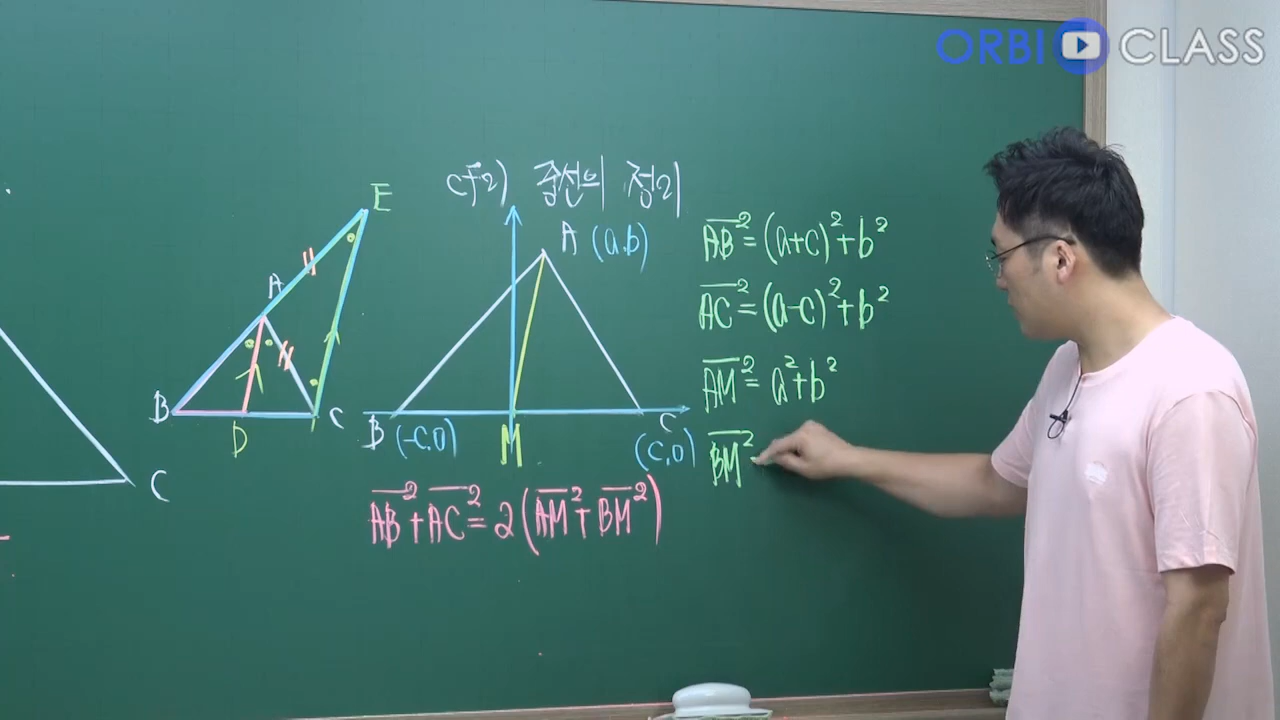 ORBI CLASS
E
A
B
D
C
C
cf2) 중선의 정리
A (a,b)
B (-c,0)
M
C
(c,0)
AB² + AC² = 2(AM² + BM²)
AB² = (a+c)² + b²
AC² = (a-c)² + b²
AM² = a² + b²
BM²